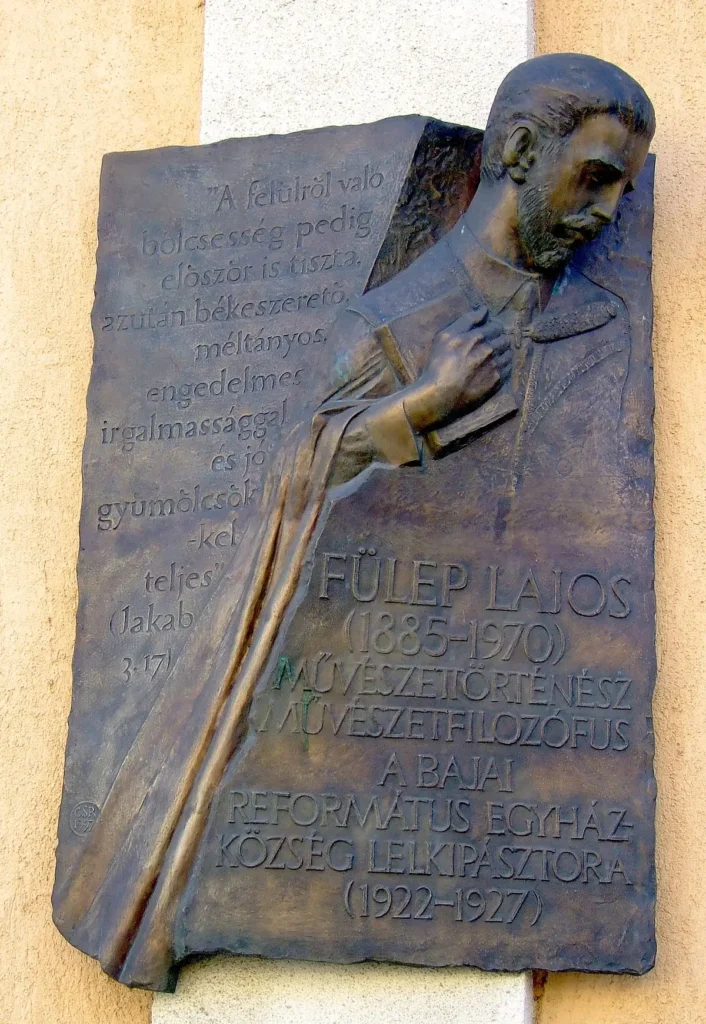 "A felülről való
bölcsesség pedig
először is tiszta,
azután békeszerető,
méltányos,
engedelmes
irgalmassággal
és jó
gyümölcsök
-kel
teljes"
(Jakab
3.17)
FÜLEP LAJOS
(1885-1970)
MŰVÉSZETTÖRTÉNÉSZ
MŰVÉSZETFILOZÓFUS
A BAJAI
REFORMÁTUS EGYHÁZ-
KÖZSÉG LELKIPÁSZTORA
(1922-1927)
1997